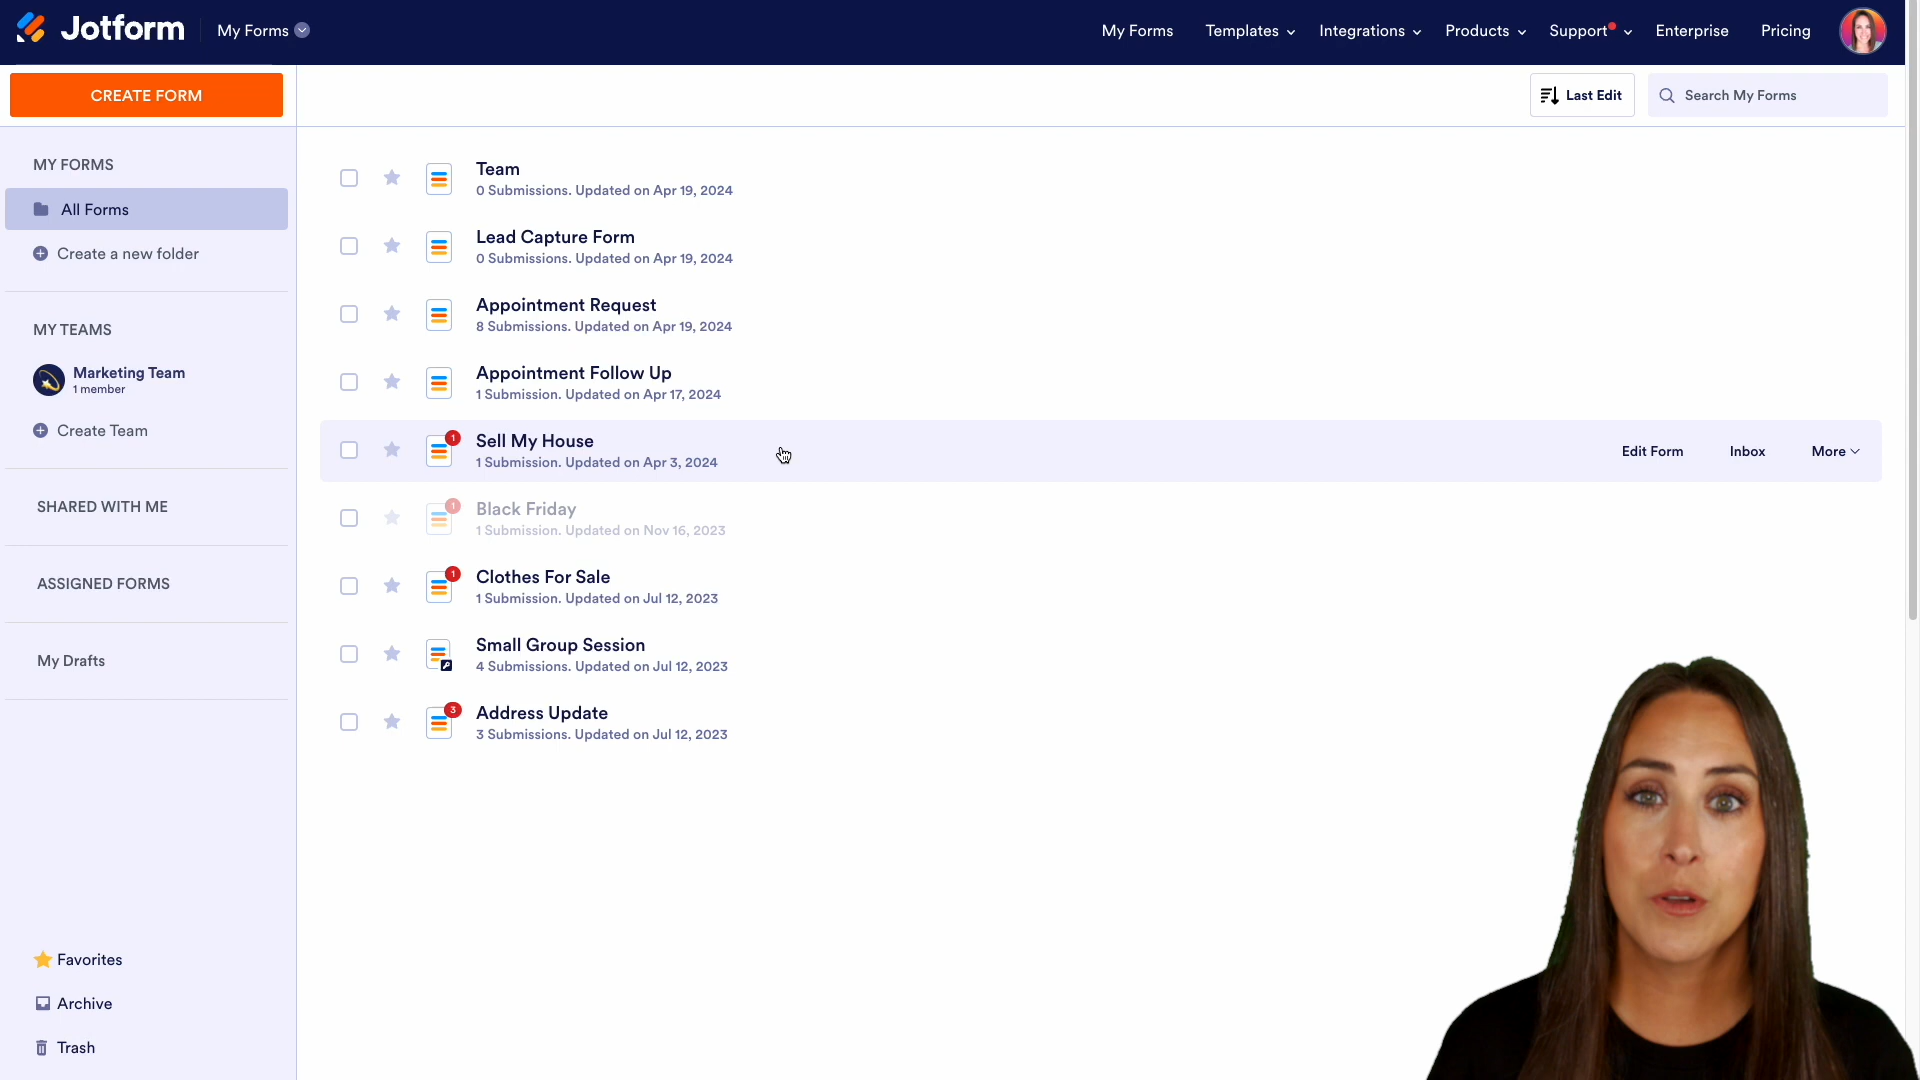 Jotform
My Forms
My Forms
Templates
Integrations
Products
Support
Enterprise
Pricing
CREATE FORM
Last Edit
Search My Forms
MY FORMS
All Forms
Create a new folder
MY TEAMS
Marketing Team
1 member
Create Team
SHARED WITH ME
ASSIGNED FORMS
My Drafts
Favorites
Archive
Trash
Team
0 Submissions. Updated on Apr 19, 2024
Lead Capture Form
0 Submissions. Updated on Apr 19, 2024
Appointment Request
8 Submissions. Updated on Apr 19, 2024
Appointment Follow Up
1 Submission. Updated on Apr 17, 2024
1
Sell My House
1 Submission. Updated on Apr 3, 2024
Edit Form
Inbox
More
1
Black Friday
1 Submission. Updated on Nov 16, 2023
1
Clothes For Sale
1 Submission. Updated on Jul 12, 2023
Small Group Session
4 Submissions. Updated on Jul 12, 2023
3
Address Update
3 Submissions. Updated on Jul 12, 2023